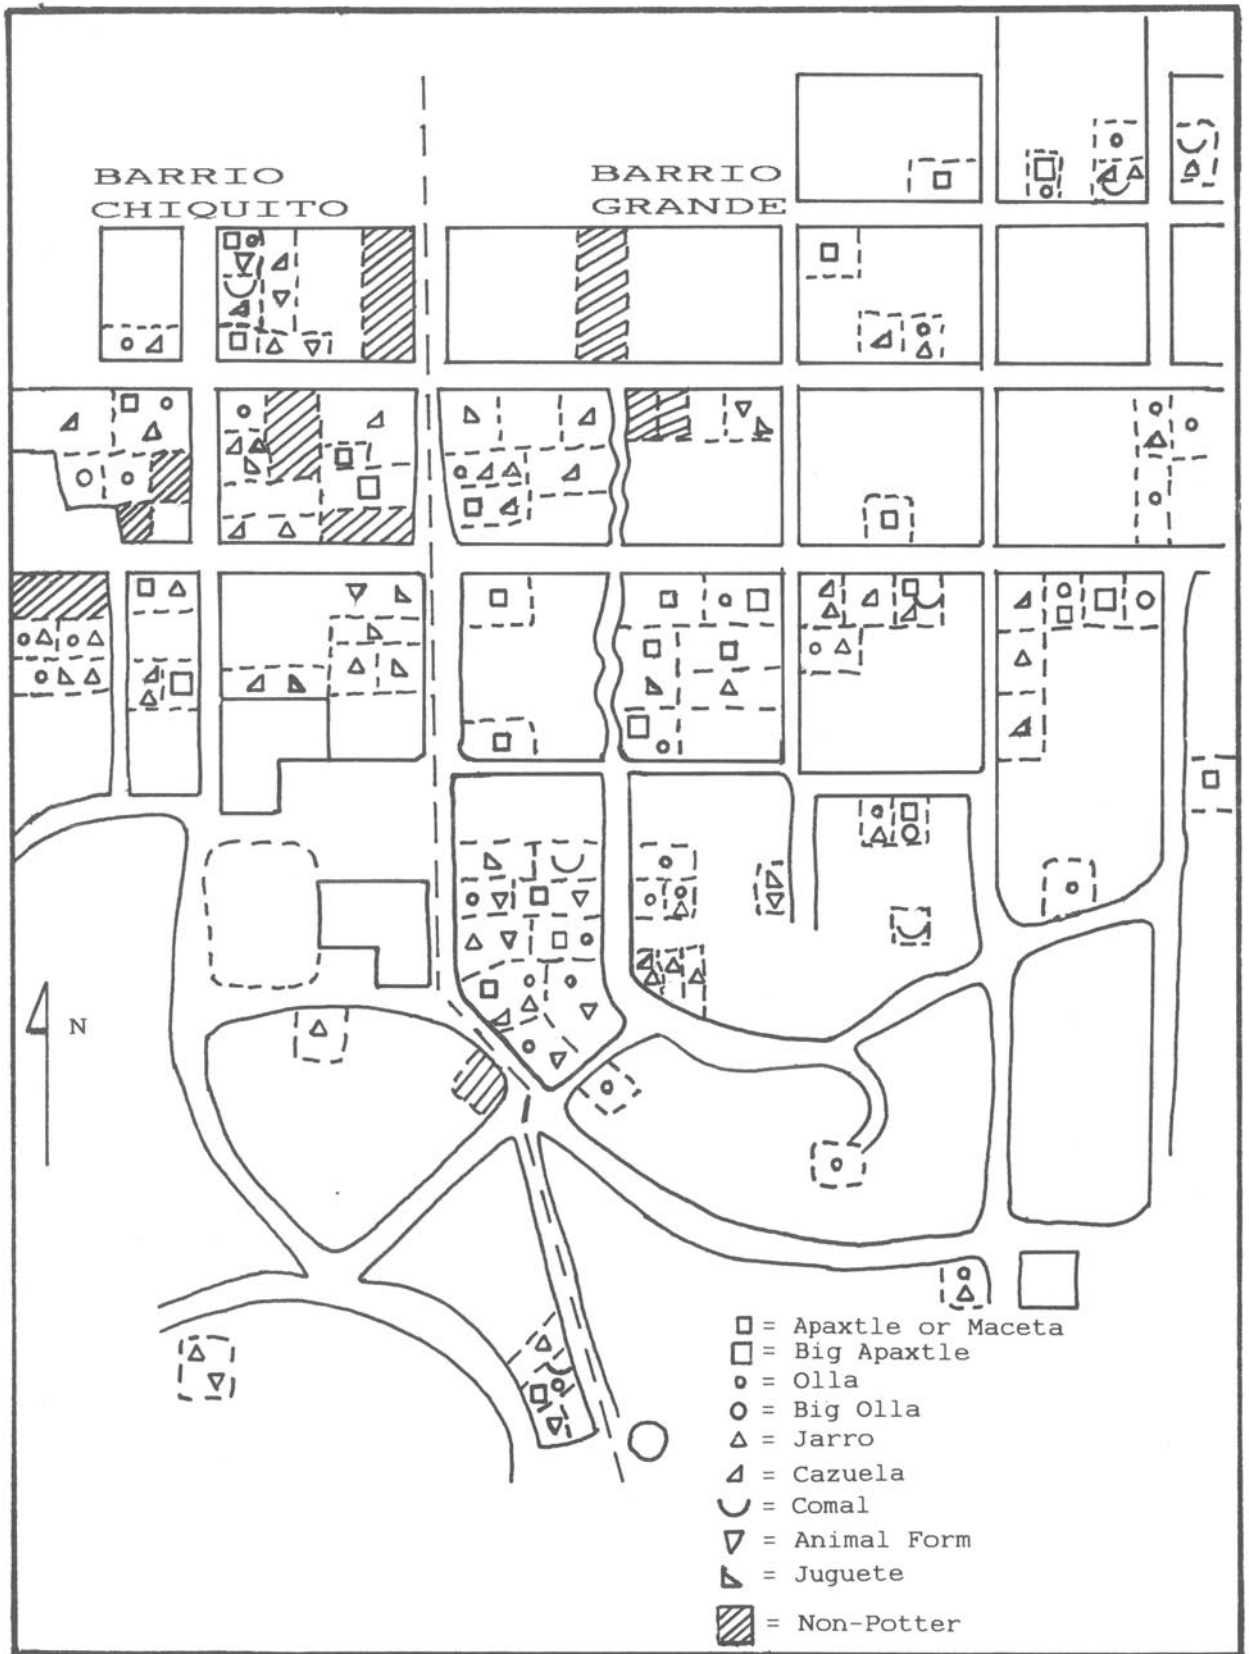 BARRIO
CHIQUITO
BARRIO
GRANDE
N
= Apaxtle or Maceta
= Big Apaxtle
= Olla
= Big Olla
= Jarro
= Cazuela
= Comal
= Animal Form
= Juguete
= Non-Potter